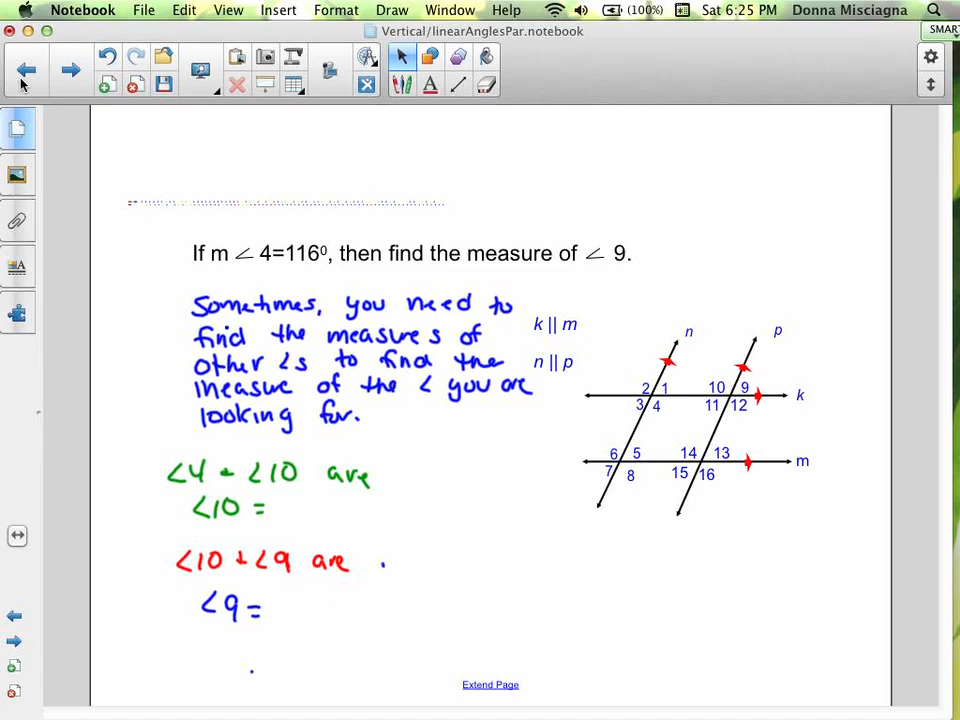 Notebook File Edit View Insert Format Draw Window Help (100%) Sat 6:25 PM Donna Misciagna
Vertical/linearAnglesPar.notebook
SMART
If m ∠ 4=116⁰, then find the measure of ∠ 9.
Sometimes, you need to
find the measures of
other ∠s to find the
measure of the ∠ you are
looking for.
k || m
n || p
n p
2 1 10 9
k
3 4 11 12
6 5 14 13
m
7 8 15 16
∠4 + ∠10 are
∠10 =
∠10 + ∠9 are
∠9 =
Extend Page